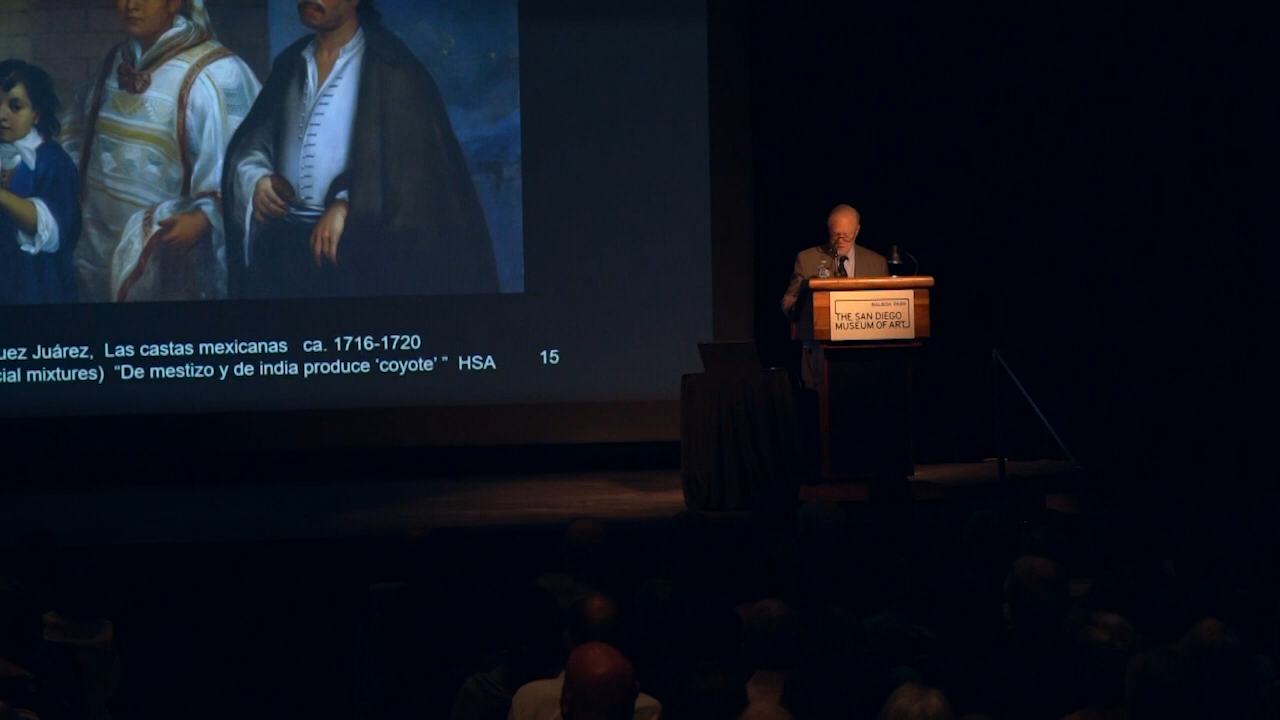 uez Juárez, Las castas mexicanas ca. 1716-1720
cial mixtures) “De mestizo y de india produce ‘coyote’ ” HSA 15
BALBOA PARK
THE SAN DIEGO
MUSEUM OF ART